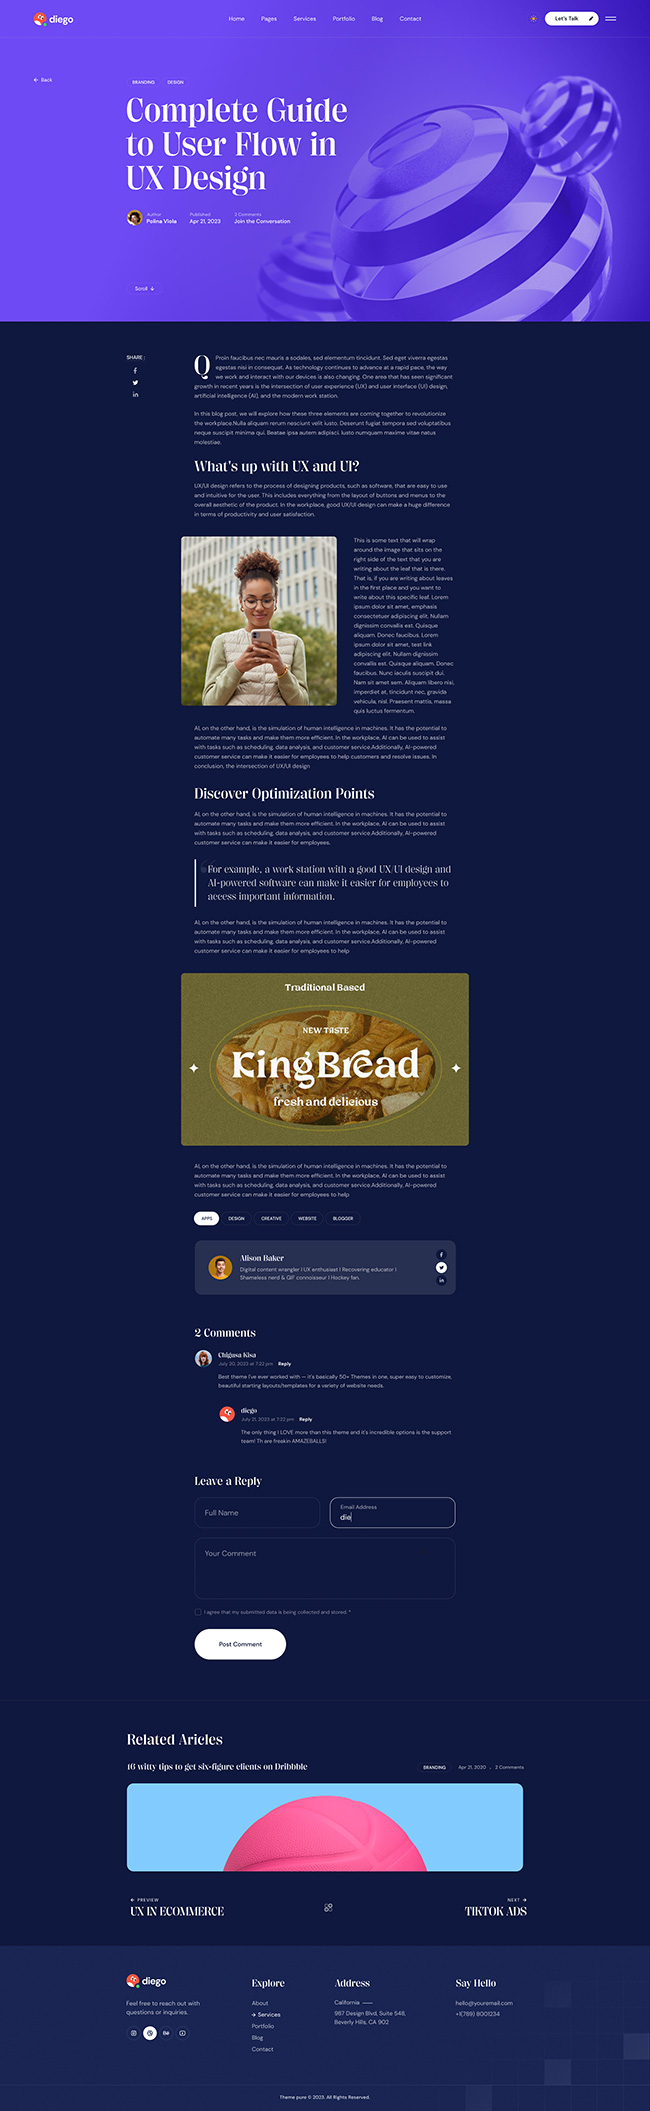 diego
Home
Pages
Services
Portfolio
Blog
Contact
Let's Talk
← Back
BRANDING
DESIGN
Complete Guide
to User Flow in
UX Design
Author
Polina Viola
Published
Apr 21, 2023
3 Comments
Join the Conversation
Scroll ↓
SHARE:
Q Proin faucibus nec mauris a sodales, sed elementum tincidunt. Sed eget viverra egestas
egestas nisi in consequat. As technology continues to advance at a rapid pace, the way
we work and interact with our devices is also changing. One area that has seen significant
growth in recent years is the intersection of user experience (UX) and user interface (UI) design,
artificial intelligence (AI), and the modern work station.
In this blog post, we will explore how these three elements are coming together to revolutionize
the workplace.Nulla aliquam rerum nesciunt velit iusto. Deserunt fugiat tempora sed voluptatibus
neque suscipit minima qui. Beatae ipsa autem adipisci. Iusto numquam maxime vitae natus
molestiae.
What's up with UX and UI?
UX/UI design refers to the process of designing products, such as software, that are easy to use
and intuitive for the user. This includes everything from the layout of buttons and menus to the
overall aesthetic of the product. In the workplace, good UX/UI design can make a huge difference
in terms of productivity and user satisfaction.
This is some text that will wrap
around the image that sits on the
right side of the text that you are
writing about the leaf that is there.
That is, if you are writing about leaves
in the first place and you want to
write about this specific leaf. Lorem
ipsum dolor sit amet, emphasis
consectetuer adipiscing elit. Nullam
dignissim convallis est. Quisque
aliquam. Donec faucibus. Lorem
ipsum dolor sit amet, test link
adipiscing elit. Nullam dignissim
convallis est. Quisque aliquam. Donec
faucibus. Nunc iaculis suscipit dui.
Nam sit amet sem. Aliquam libero nisi,
imperdiet at, tincidunt nec, gravida
vehicula, nisl. Praesent mattis, massa
quis luctus fermentum.
AI, on the other hand, is the simulation of human intelligence in machines. It has the potential to
automate many tasks and make them more efficient. In the workplace, AI can be used to assist
with tasks such as scheduling, data analysis, and customer service.Additionally, AI-powered
customer service can make it easier for employees to help customers and resolve issues. In
conclusion, the intersection of UX/UI design
Discover Optimization Points
AI, on the other hand, is the simulation of human intelligence in machines. It has the potential to
automate many tasks and make them more efficient. In the workplace, AI can be used to assist
with tasks such as scheduling, data analysis, and customer service.Additionally, AI-powered
customer service can make it easier for employees.
For example, a work station with a good UX/UI design and
AI-powered software can make it easier for employees to
access important information.
AI, on the other hand, is the simulation of human intelligence in machines. It has the potential to
automate many tasks and make them more efficient. In the workplace, AI can be used to assist
with tasks such as scheduling, data analysis, and customer service.Additionally, AI-powered
customer service can make it easier for employees to help
Traditional Based
NEW TASTE
KingBread
fresh and delicious
AI, on the other hand, is the simulation of human intelligence in machines. It has the potential to
automate many tasks and make them more efficient. In the workplace, AI can be used to assist
with tasks such as scheduling, data analysis, and customer service.Additionally, AI-powered
customer service can make it easier for employees to help
APPS
DESIGN
CREATIVE
WEBSITE
BLOGGER
Alison Baker
Digital content wrangler | UX enthusiast | Recovering educator |
Shameless nerd & GIF connoisseur | Hockey fan.
2 Comments
Chigusa Kisa
July 20, 2023 at 7:22 pm Reply
Best theme I've ever worked with — it's basically 50+ Themes in one, super easy to customize,
beautiful starting layouts/templates for a variety of website needs.
diego
July 21, 2023 at 7:22 pm Reply
The only thing I LOVE more than this theme and it's incredible options is the support
team! Th are freakin AMAZEBALLS!
Leave a Reply
Full Name
Email Address
die
Your Comment
I agree that my submitted data is being collected and stored. *
Post Comment
Related Aricles
16 witty tips to get six-figure clients on Dribbble
BRANDING
Apr 21, 2020 . 2 Comments
← PREVIEW
UX IN ECOMMERCE
NEXT →
TIKTOK ADS
diego
Feel free to reach out with
questions or inquiries.
Explore
About
→ Services
Portfolio
Blog
Contact
Address
California
987 Design Blvd, Suite 548,
Beverly Hills, CA 902
Say Hello
hello@youremail.com
+1(789) 8001234
Theme pure © 2023. All Rights Reserved.